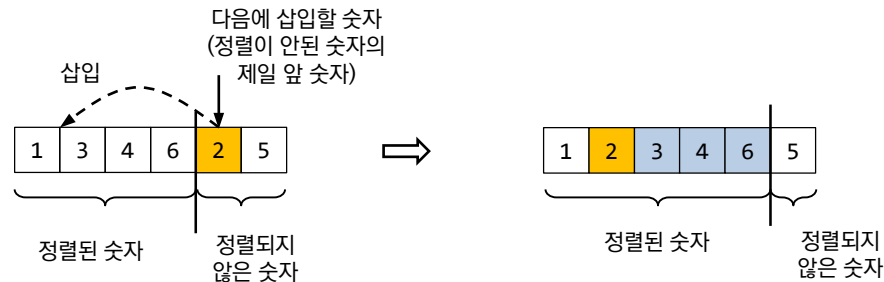 다음에 삽입할 숫자
(정렬이 안된 숫자의
제일 앞 숫자)
삽입
1 3 4 6 2 5
정렬된 숫자
정렬되지
않은 숫자
1 2 3 4 6 5
정렬된 숫자
정렬되지
않은 숫자